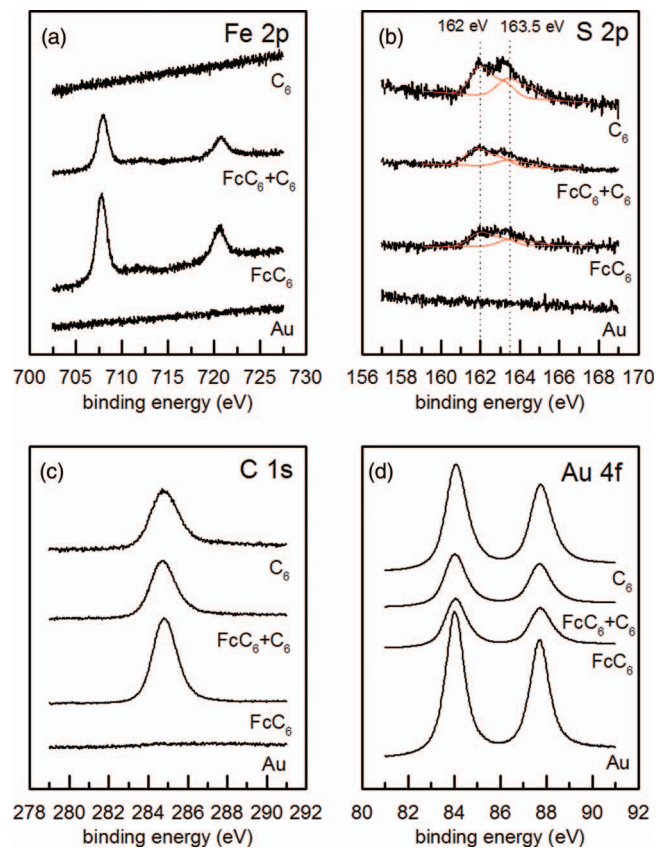 (a) Fe 2p
C₆
FcC₆+C₆
FcC₆
Au
700 705 710 715 720 725 730
binding energy (eV)
162 eV 163.5 eV
(b) S 2p
C₆
FcC₆+C₆
FcC₆
Au
156 158 160 162 164 166 168 170
binding energy (eV)
(c) C 1s
C₆
FcC₆+C₆
FcC₆
Au
278 280 282 284 286 288 290 292
binding energy (eV)
(d) Au 4f
C₆
FcC₆+C₆
FcC₆
Au
80 82 84 86 88 90 92
binding energy (eV)